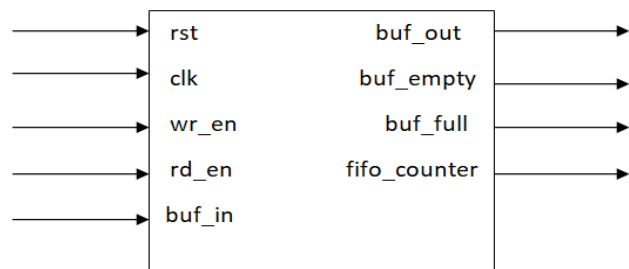 rst buf_out
clk buf_empty
wr_en buf_full
rd_en fifo_counter
buf_in